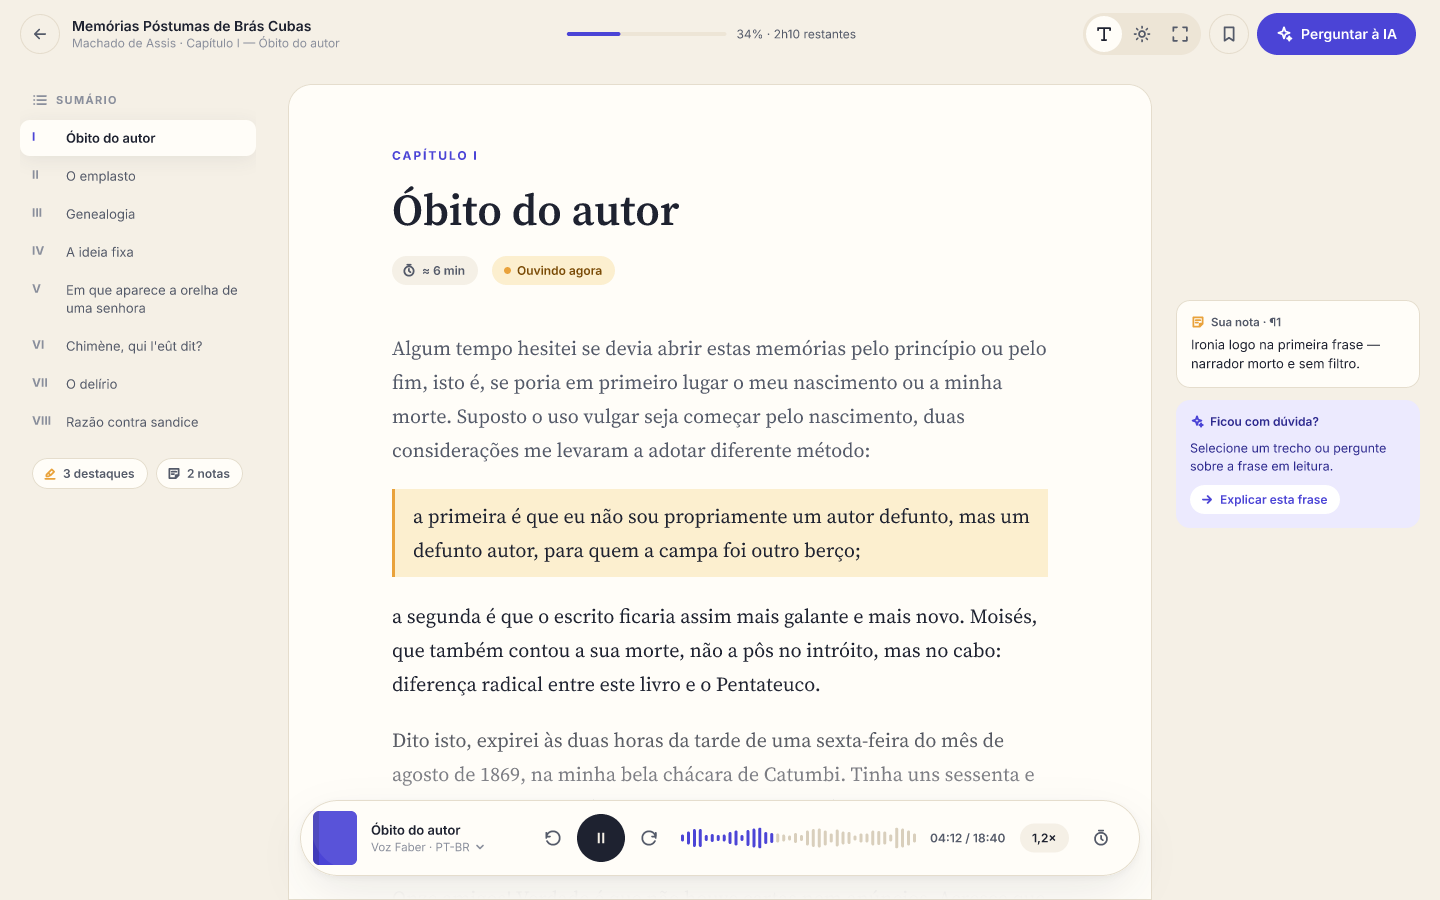 Memórias Póstumas de Brás Cubas
Machado de Assis · Capítulo I — Óbito do autor
34% · 2h10 restantes
Perguntar à IA
SUMÁRIO
I Óbito do autor
II O emplasto
III Genealogia
IV A ideia fixa
V Em que aparece a orelha de
uma senhora
VI Chimène, qui l'eût dit?
VII O delírio
VIII Razão contra sandice
3 destaques
2 notas
CAPÍTULO I
Óbito do autor
≈ 6 min
Ouvindo agora
Algum tempo hesitei se devia abrir estas memórias pelo princípio ou pelo
fim, isto é, se poria em primeiro lugar o meu nascimento ou a minha
morte. Suposto o uso vulgar seja começar pelo nascimento, duas
considerações me levaram a adotar diferente método:
a primeira é que eu não sou propriamente um autor defunto, mas um
defunto autor, para quem a campa foi outro berço;
a segunda é que o escrito ficaria assim mais galante e mais novo. Moisés,
que também contou a sua morte, não a pôs no intróito, mas no cabo:
diferença radical entre este livro e o Pentateuco.
Dito isto, expirei às duas horas da tarde de uma sexta-feira do mês de
agosto de 1869, na minha bela chácara de Catumbi. Tinha uns sessenta e
Sua nota · ¶1
Ironia logo na primeira frase —
narrador morto e sem filtro.
Ficou com dúvida?
Selecione um trecho ou pergunte
sobre a frase em leitura.
Explicar esta frase
Óbito do autor
Voz Faber · PT-BR
04:12 / 18:40
1,2×